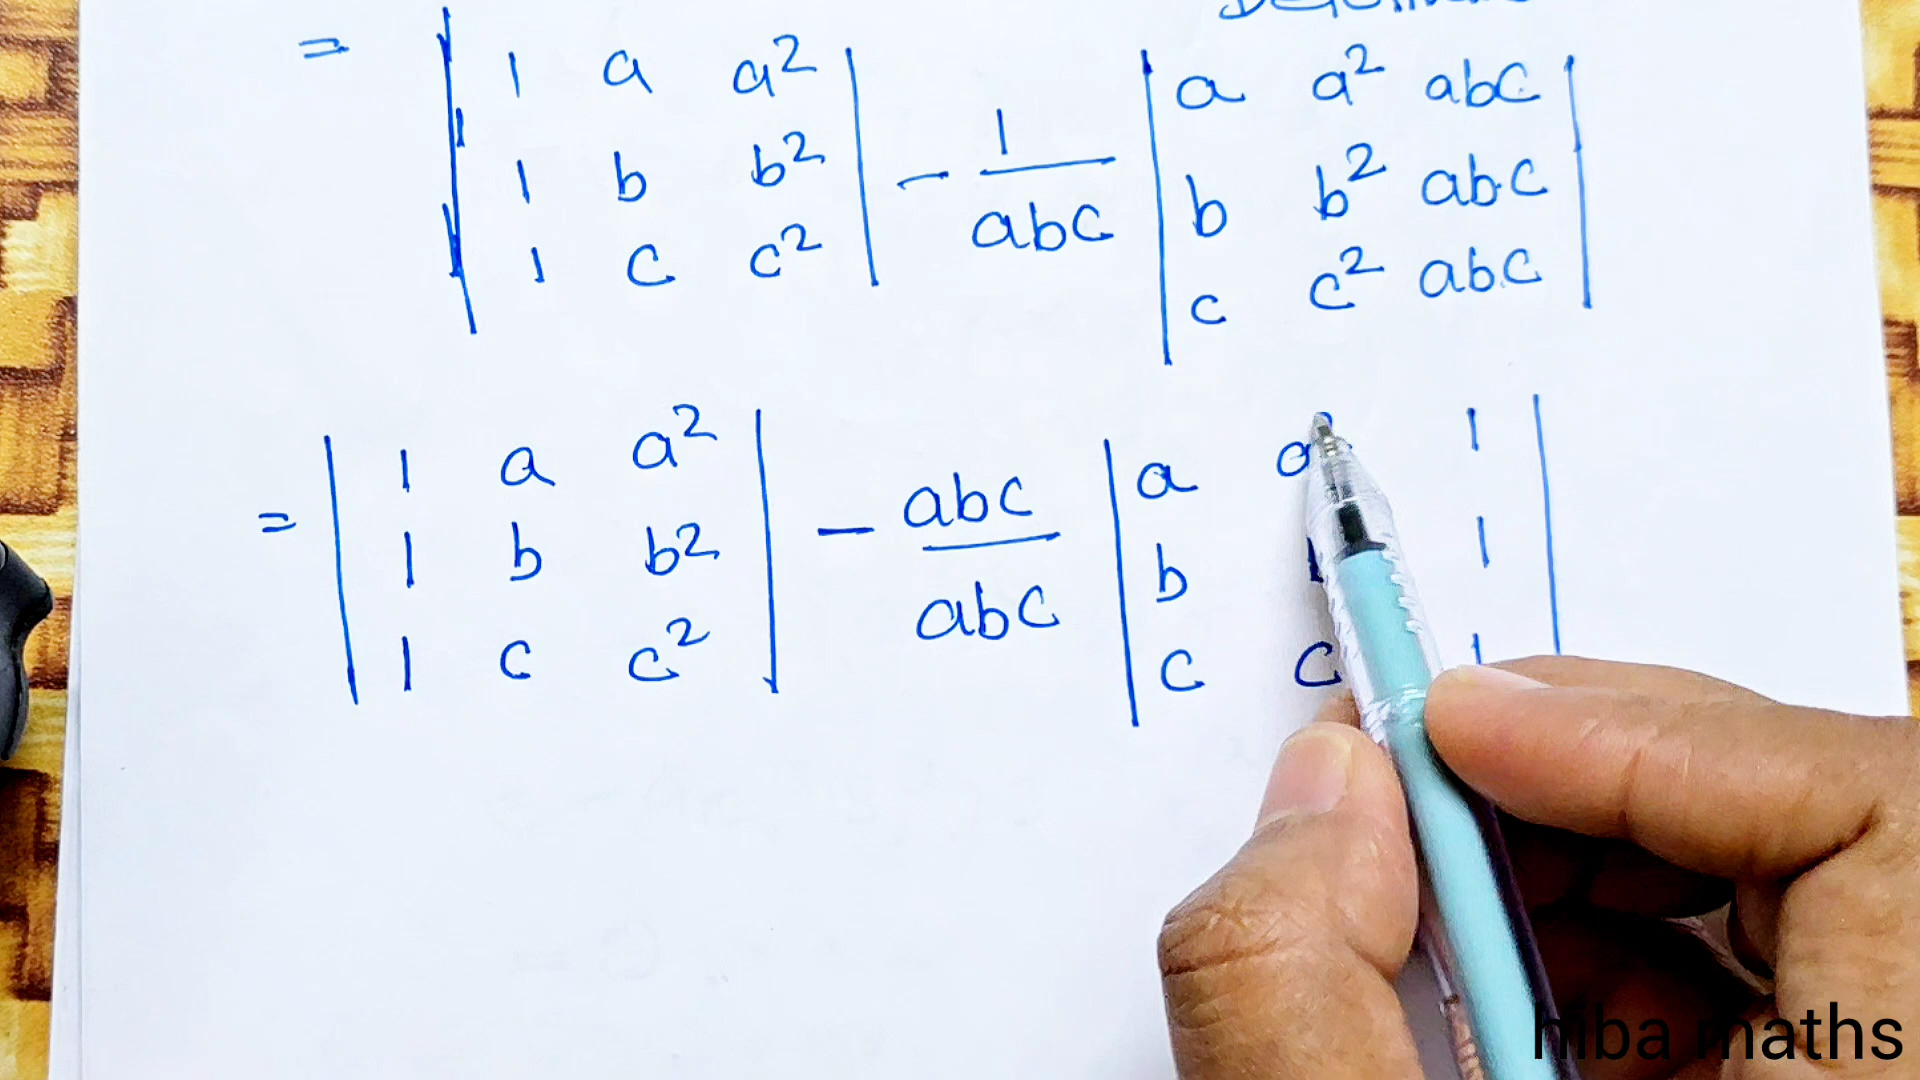 = | 1 a a² | - 1/abc | a a² abc |
| 1 b b² | | b b² abc |
| 1 c c² | | c c² abc |
= | 1 a a² | - abc/abc | a a 1 |
| 1 b b² | | b 1 |
| 1 c c² | | c c 1 |
hiba maths